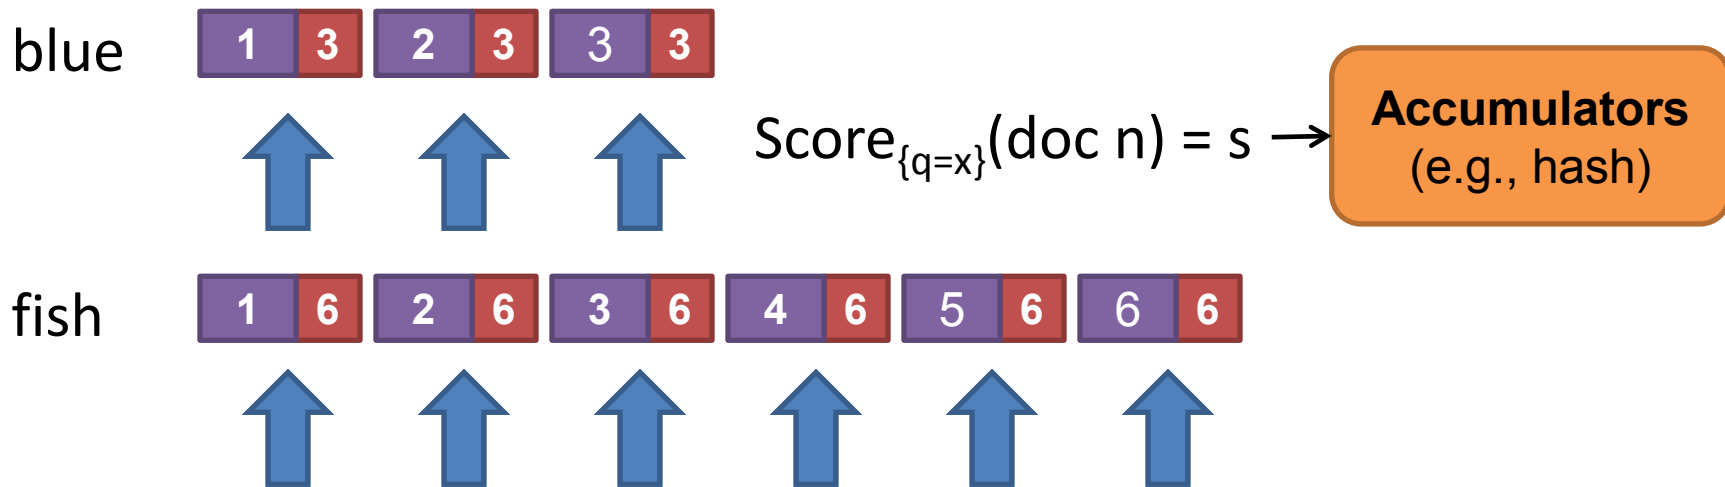 blue 1 3 2 3 3 3
Score{q=x}(doc n) = s
Accumulators
(e.g., hash)
fish 1 6 2 6 3 6 4 6 5 6 6 6